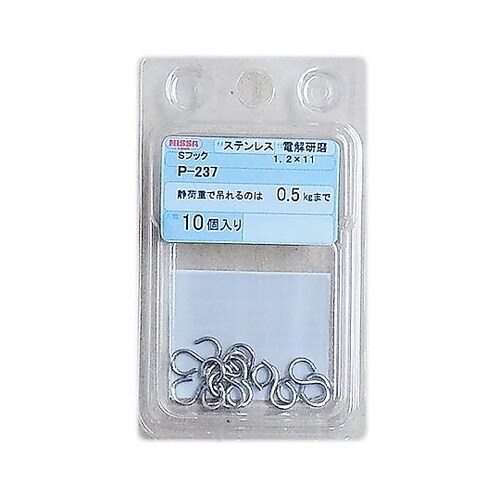 NISSA "ステンレス" 電解研磨
Sフック 1.2×11
P-237
静荷重で吊れるのは 0.5kgまで
10個入り